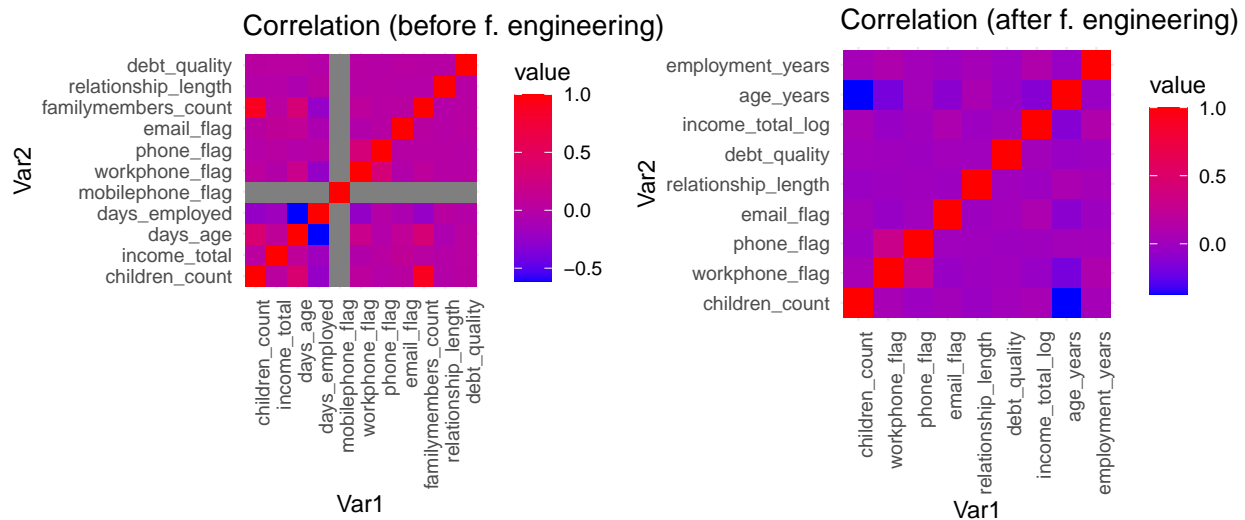 Correlation (before f. engineering)
Var2
debt_quality
relationship_length
familymembers_count
email_flag
phone_flag
workphone_flag
mobilephone_flag
days_employed
days_age
income_total
children_count
children_count
income_total
days_age
days_employed
mobilephone_flag
workphone_flag
phone_flag
email_flag
familymembers_count
relationship_length
debt_quality
Var1
value
1.0
0.5
0.0
−0.5
Correlation (after f. engineering)
Var2
employment_years
age_years
income_total_log
debt_quality
relationship_length
email_flag
phone_flag
workphone_flag
children_count
children_count
workphone_flag
phone_flag
email_flag
relationship_length
debt_quality
income_total_log
age_years
employment_years
Var1
value
1.0
0.5
0.0